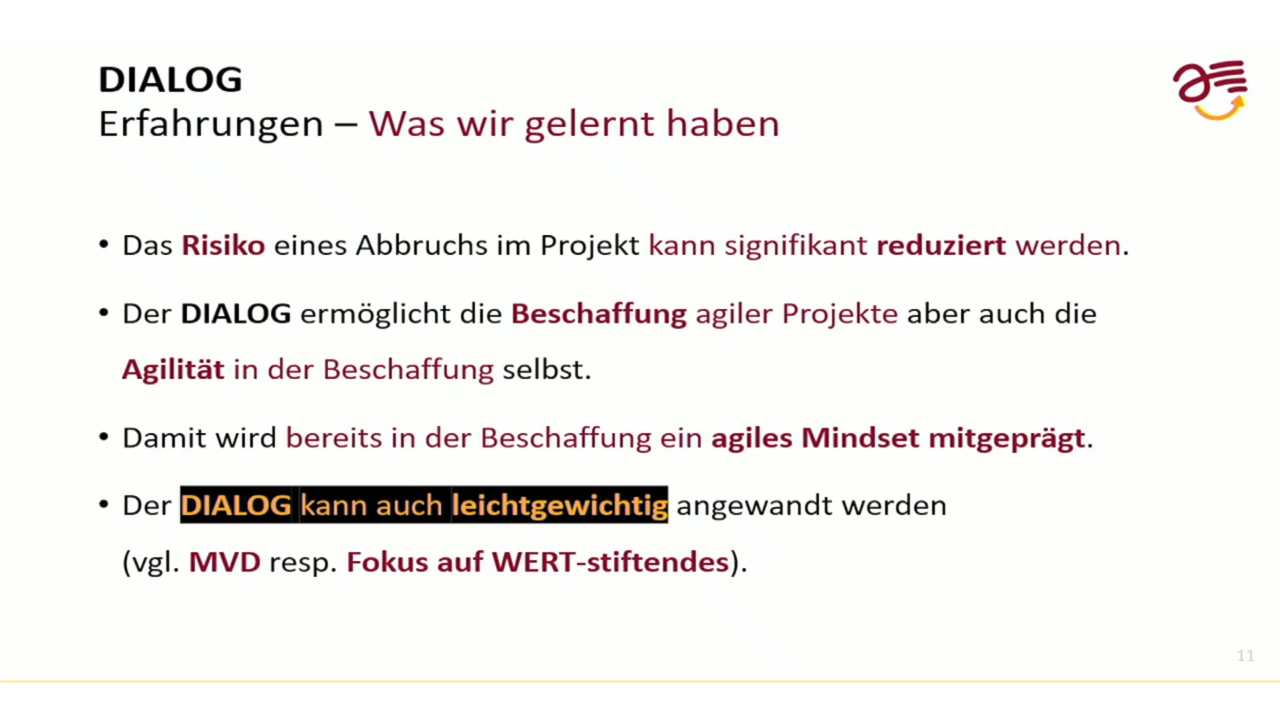 DIALOG
Erfahrungen – Was wir gelernt haben
• Das Risiko eines Abbruchs im Projekt kann signifikant reduziert werden.
• Der DIALOG ermöglicht die Beschaffung agiler Projekte aber auch die
Agilität in der Beschaffung selbst.
• Damit wird bereits in der Beschaffung ein agiles Mindset mitgeprägt.
• Der DIALOG kann auch leichtgewichtig angewandt werden
(vgl. MVD resp. Fokus auf WERT-stiftendes).
11